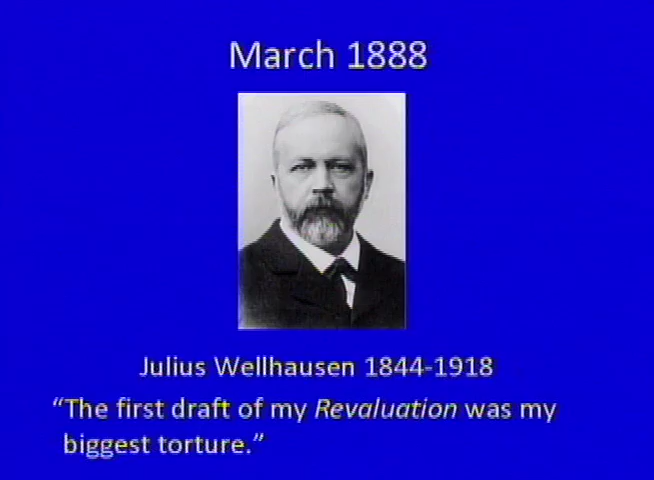 March 1888
Julius Wellhausen 1844-1918
“The first draft of my Revaluation was my
biggest torture.”